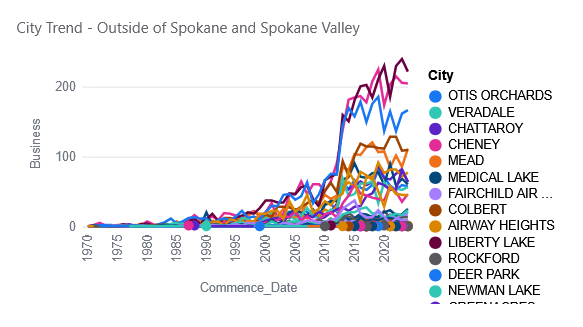 City Trend - Outside of Spokane and Spokane Valley
Business
200
100
0
1970
1975
1980
1985
1990
1995
2000
2005
2010
2015
2020
Commence_Date
City
OTIS ORCHARDS
VERADALE
CHATTAROY
CHENEY
MEAD
MEDICAL LAKE
FAIRCHILD AIR ...
COLBERT
AIRWAY HEIGHTS
LIBERTY LAKE
ROCKFORD
DEER PARK
NEWMAN LAKE